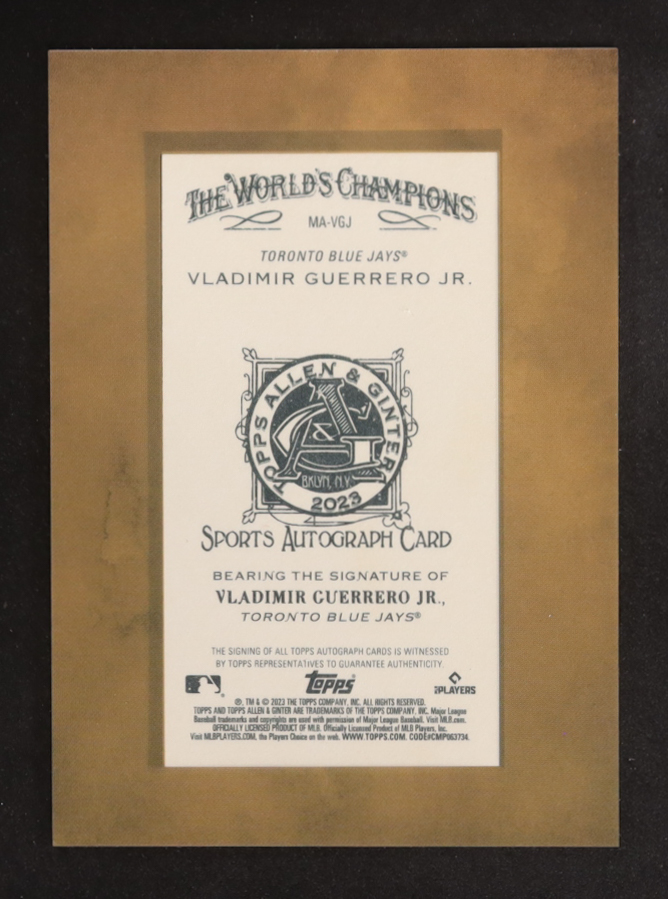 THE WORLD'S CHAMPIONS
MA-VGJ
TORONTO BLUE JAYS®
VLADIMIR GUERRERO JR.
TOPPS ALLEN & GINTER
A & G
BKLYN, N.Y.
2023
SPORTS AUTOGRAPH CARD
BEARING THE SIGNATURE OF
VLADIMIR GUERRERO JR.,
TORONTO BLUE JAYS®
THE SIGNING OF ALL TOPPS AUTOGRAPH CARDS IS WITNESSED
BY TOPPS REPRESENTATIVES TO GUARANTEE AUTHENTICITY.
Topps®
PLAYERS
®, TM & © 2023 THE TOPPS COMPANY, INC. ALL RIGHTS RESERVED.
TOPPS AND TOPPS ALLEN & GINTER ARE TRADEMARKS OF THE TOPPS COMPANY, INC. Major League
Baseball trademarks and copyrights are used with permission of Major League Baseball. Visit MLB.com.
OFFICIALLY LICENSED PRODUCT OF MLB Players, Inc.
Visit MLBPLAYERS.COM, the Players Choice on the web. WWW.TOPPS.COM. CODE#CMP063734.